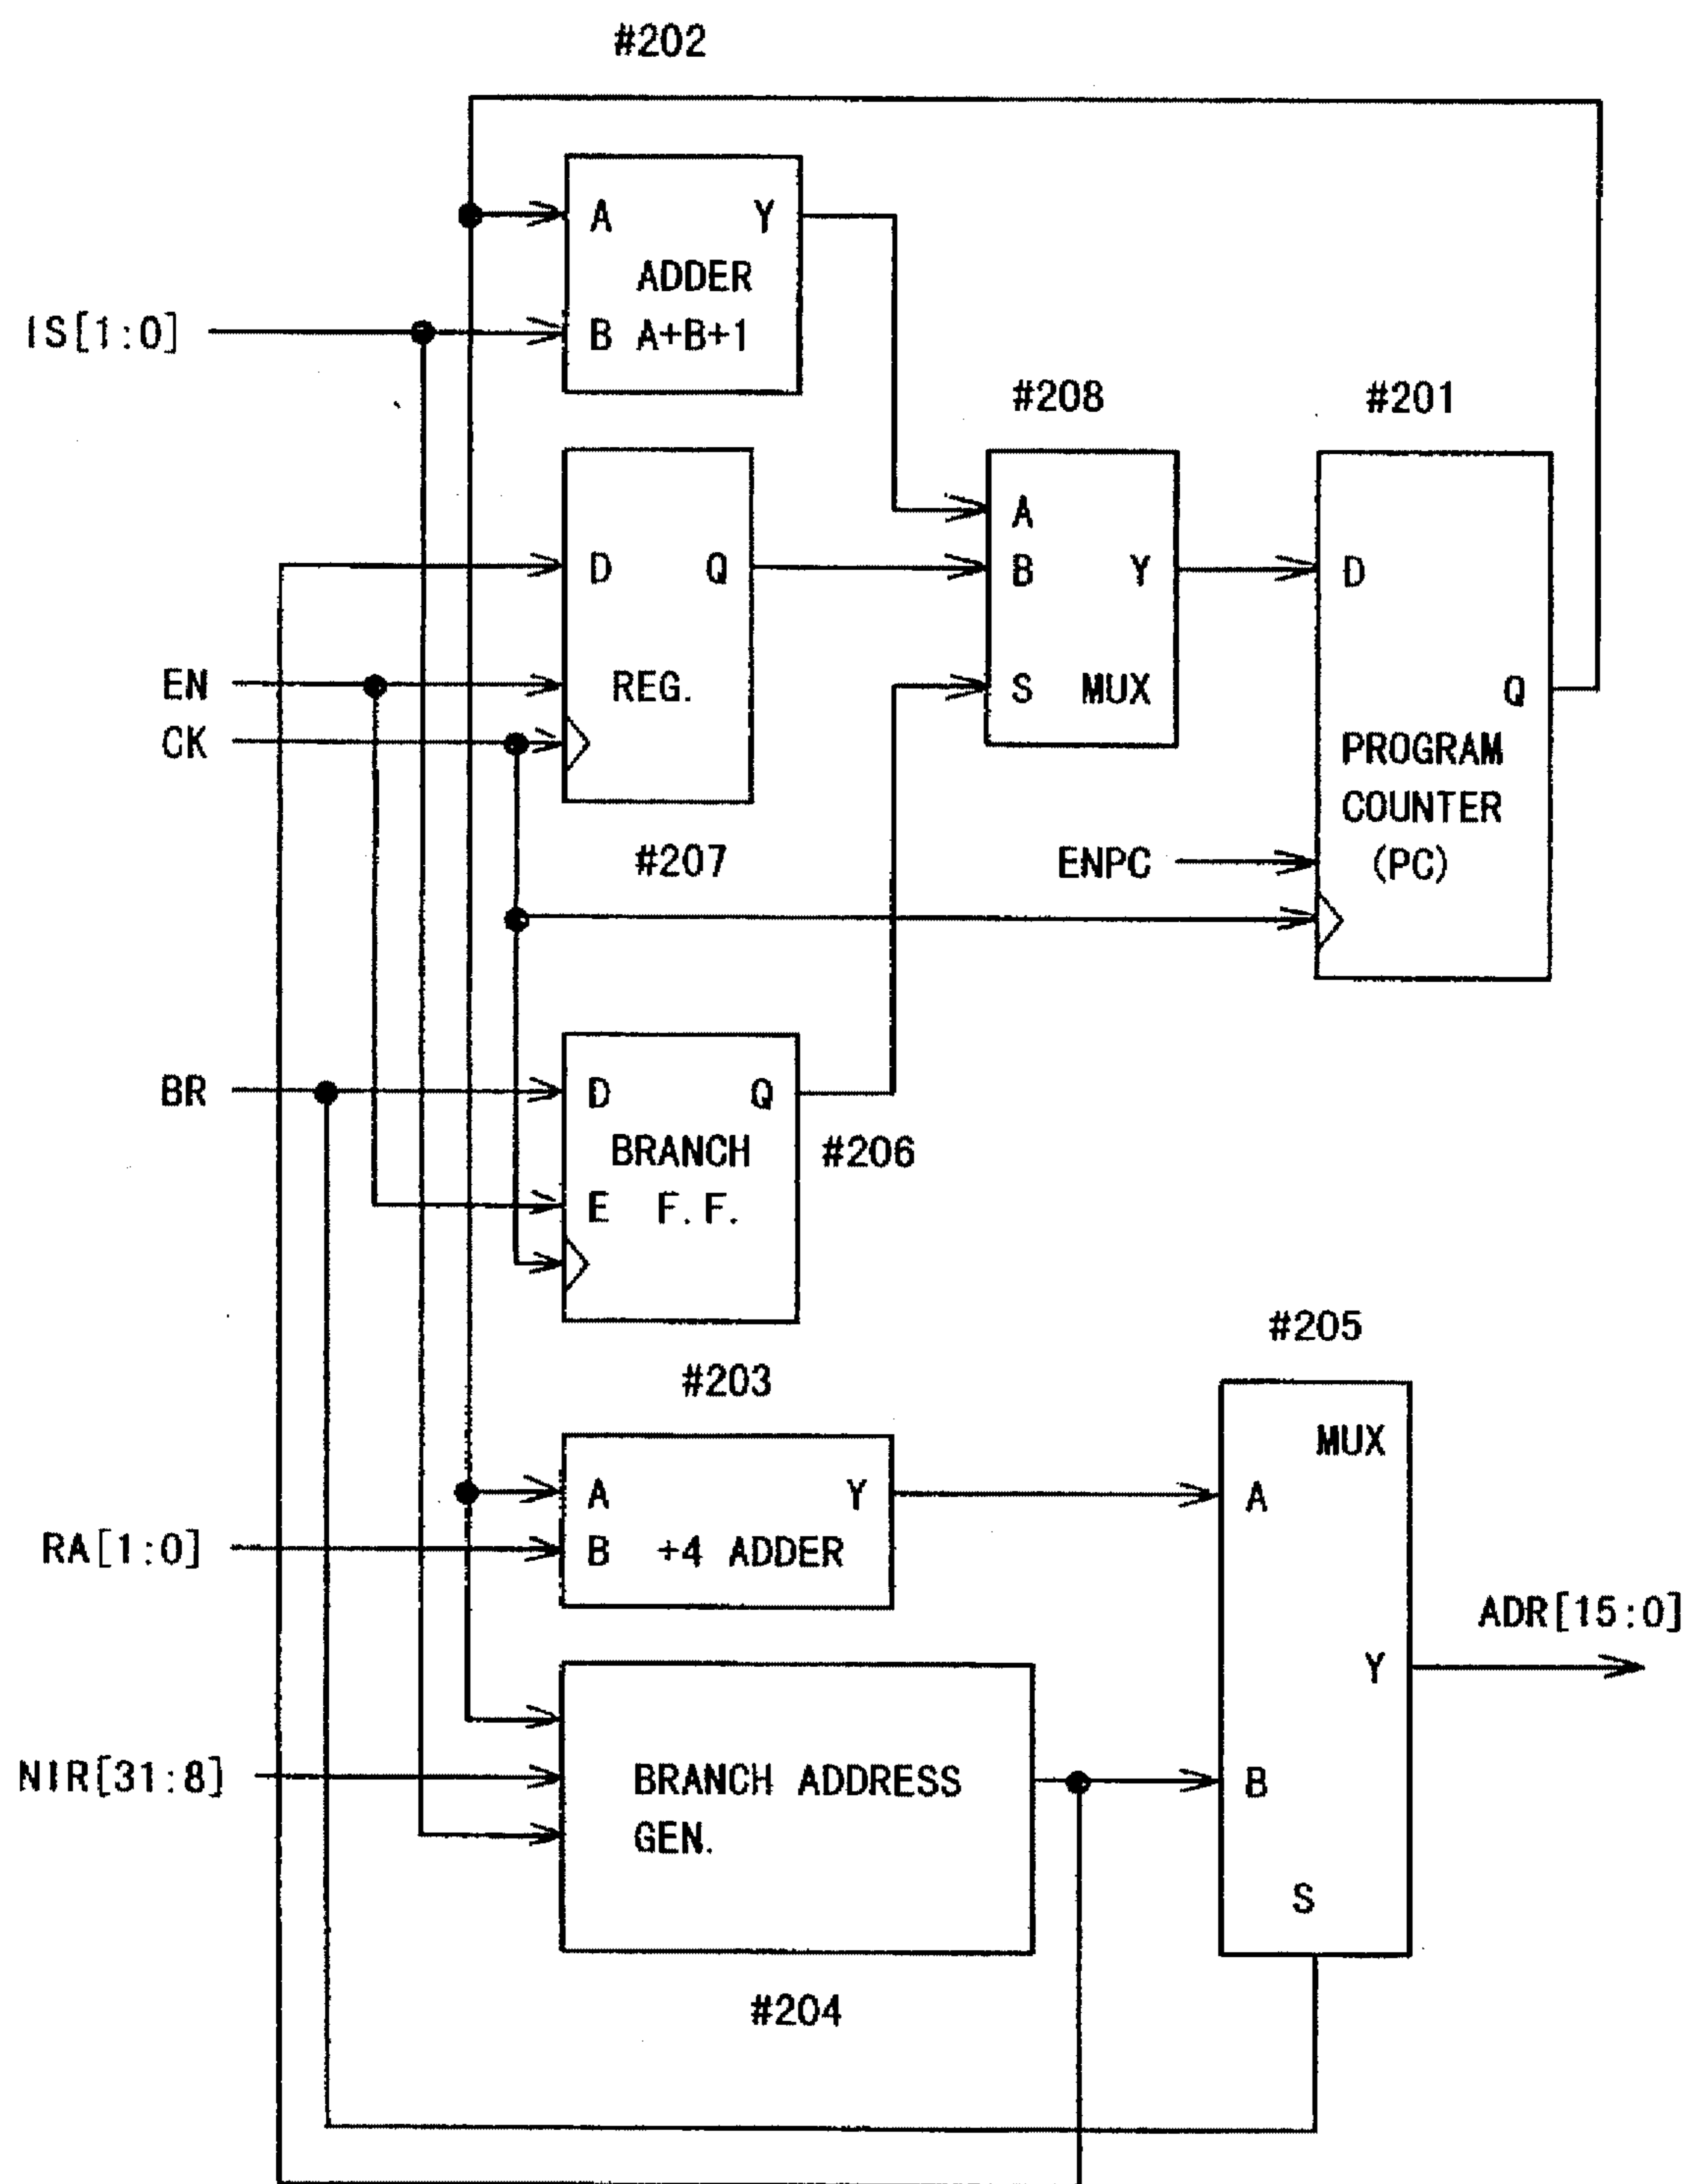 #202
A Y
ADDER
IS[1:0]
B A+B+1
#208
#201
A
D Q
B Y
D
EN
REG.
S MUX
Q
CK
PROGRAM
COUNTER
(PC)
#207
ENPC
BR
D Q
BRANCH
#206
E F.F.
#205
#203
MUX
A Y
A
RA[1:0]
B +4 ADDER
ADR[15:0]
Y
NIR[31:8]
BRANCH ADDRESS
GEN.
B
S
#204